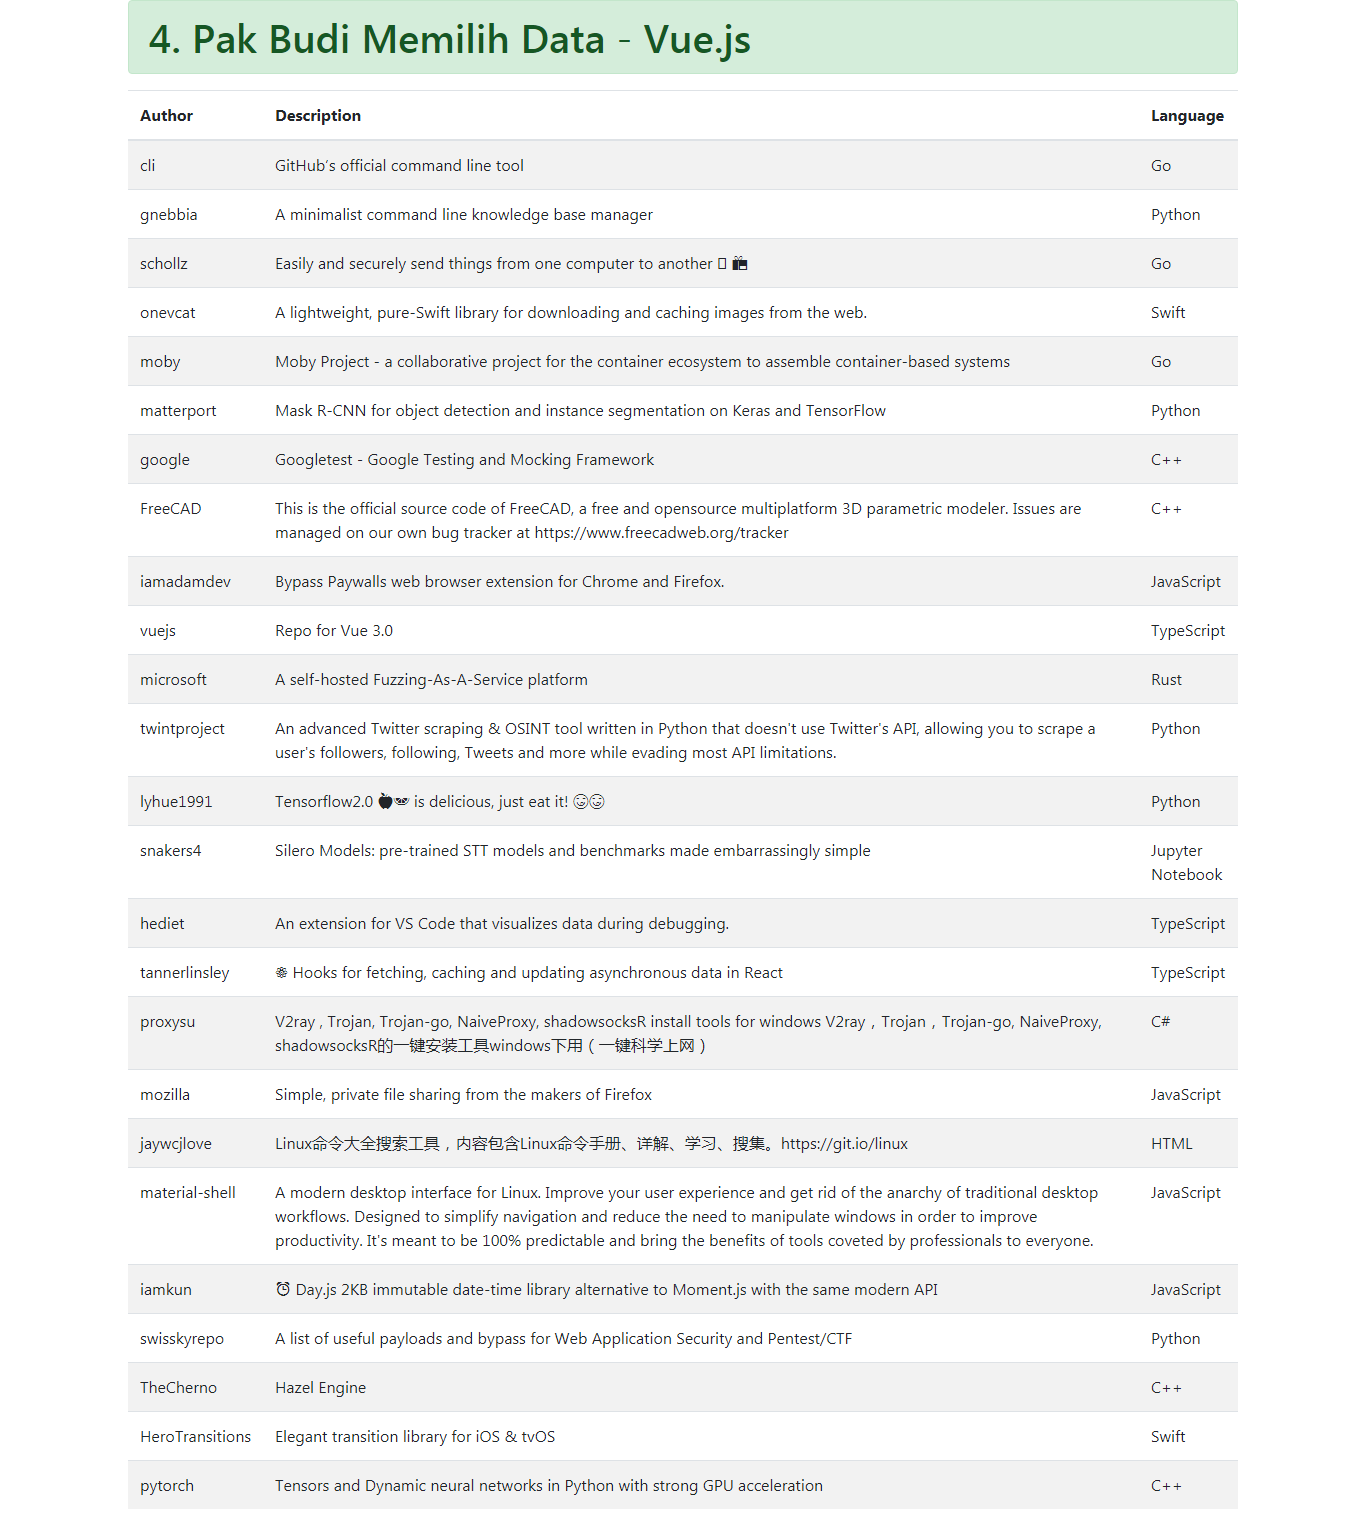 4. Pak Budi Memilih Data - Vue.js
Author Description Language
cli GitHub’s official command line tool Go
gnebbia A minimalist command line knowledge base manager Python
schollz Easily and securely send things from one computer to another 🐊 📦 Go
onevcat A lightweight, pure-Swift library for downloading and caching images from the web. Swift
moby Moby Project - a collaborative project for the container ecosystem to assemble container-based systems Go
matterport Mask R-CNN for object detection and instance segmentation on Keras and TensorFlow Python
google Googletest - Google Testing and Mocking Framework C++
FreeCAD This is the official source code of FreeCAD, a free and opensource multiplatform 3D parametric modeler. Issues are C++
managed on our own bug tracker at https://www.freecadweb.org/tracker
iamadamdev Bypass Paywalls web browser extension for Chrome and Firefox. JavaScript
vuejs Repo for Vue 3.0 TypeScript
microsoft A self-hosted Fuzzing-As-A-Service platform Rust
twintproject An advanced Twitter scraping & OSINT tool written in Python that doesn't use Twitter's API, allowing you to scrape a Python
user's followers, following, Tweets and more while evading most API limitations.
lyhue1991 Tensorflow2.0 🍎🍊 is delicious, just eat it! 😋😋 Python
snakers4 Silero Models: pre-trained STT models and benchmarks made embarrassingly simple Jupyter
Notebook
hediet An extension for VS Code that visualizes data during debugging. TypeScript
tannerlinsley ⚛️ Hooks for fetching, caching and updating asynchronous data in React TypeScript
proxysu V2ray , Trojan, Trojan-go, NaiveProxy, shadowsocksR install tools for windows V2ray，Trojan，Trojan-go, NaiveProxy, C#
shadowsocksR的一键安装工具windows下用（一键科学上网）
mozilla Simple, private file sharing from the makers of Firefox JavaScript
jaywcjlove Linux命令大全搜索工具，内容包含Linux命令手册、详解、学习、搜集。https://git.io/linux HTML
material-shell A modern desktop interface for Linux. Improve your user experience and get rid of the anarchy of traditional desktop JavaScript
workflows. Designed to simplify navigation and reduce the need to manipulate windows in order to improve
productivity. It's meant to be 100% predictable and bring the benefits of tools coveted by professionals to everyone.
iamkun ⏰ Day.js 2KB immutable date-time library alternative to Moment.js with the same modern API JavaScript
swisskyrepo A list of useful payloads and bypass for Web Application Security and Pentest/CTF Python
TheCherno Hazel Engine C++
HeroTransitions Elegant transition library for iOS & tvOS Swift
pytorch Tensors and Dynamic neural networks in Python with strong GPU acceleration C++